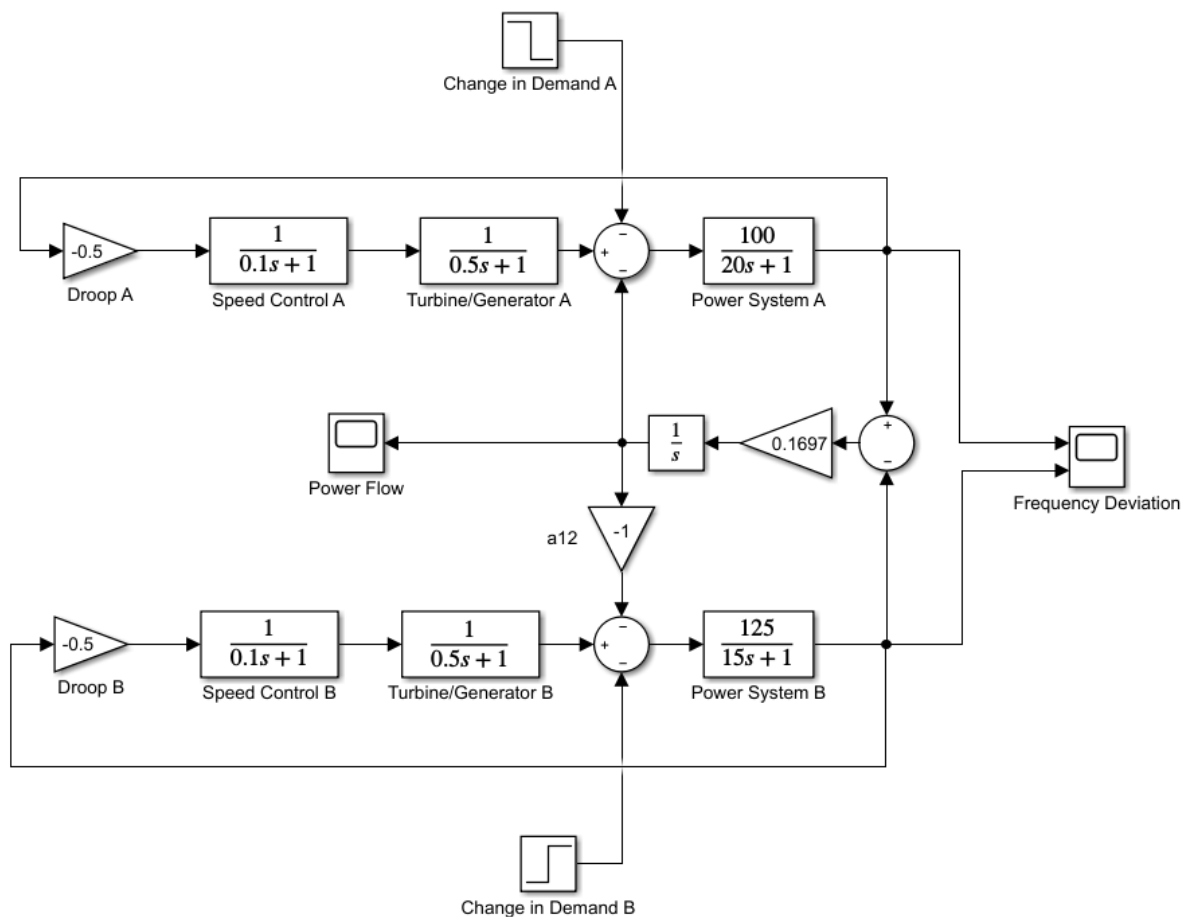 Change in Demand A
-0.5
Droop A
1
0.1s + 1
Speed Control A
1
0.5s + 1
Turbine/Generator A
−
+
−
100
20s + 1
Power System A
Power Flow
1
s
0.1697
+
−
Frequency Deviation
a12
-1
-0.5
Droop B
1
0.1s + 1
Speed Control B
1
0.5s + 1
Turbine/Generator B
−
+
−
125
15s + 1
Power System B
Change in Demand B